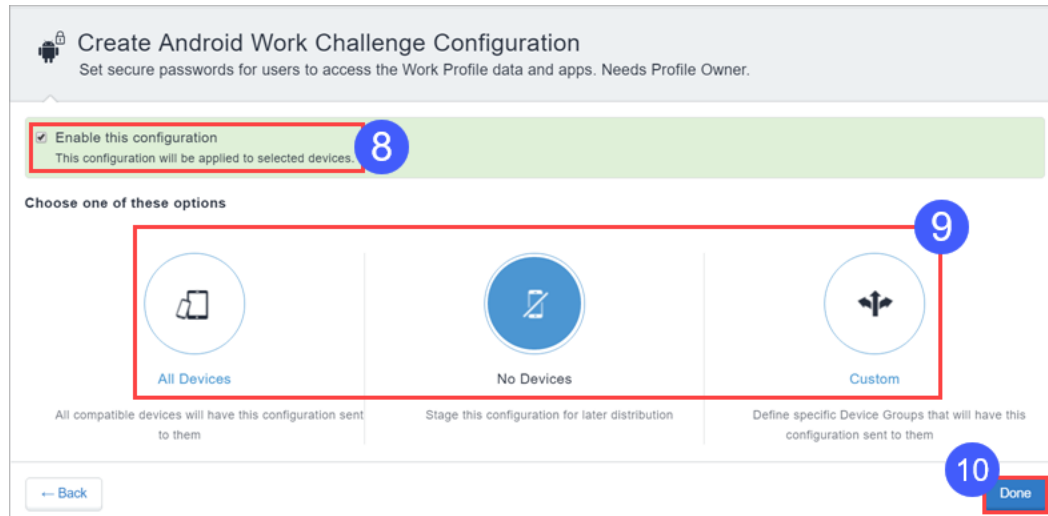 Create Android Work Challenge Configuration
Set secure passwords for users to access the Work Profile data and apps. Needs Profile Owner.
Enable this configuration
This configuration will be applied to selected devices.
8
Choose one of these options
9
All Devices
All compatible devices will have this configuration sent
to them
No Devices
Stage this configuration for later distribution
Custom
Define specific Device Groups that will have this
configuration sent to them
10
← Back
Done